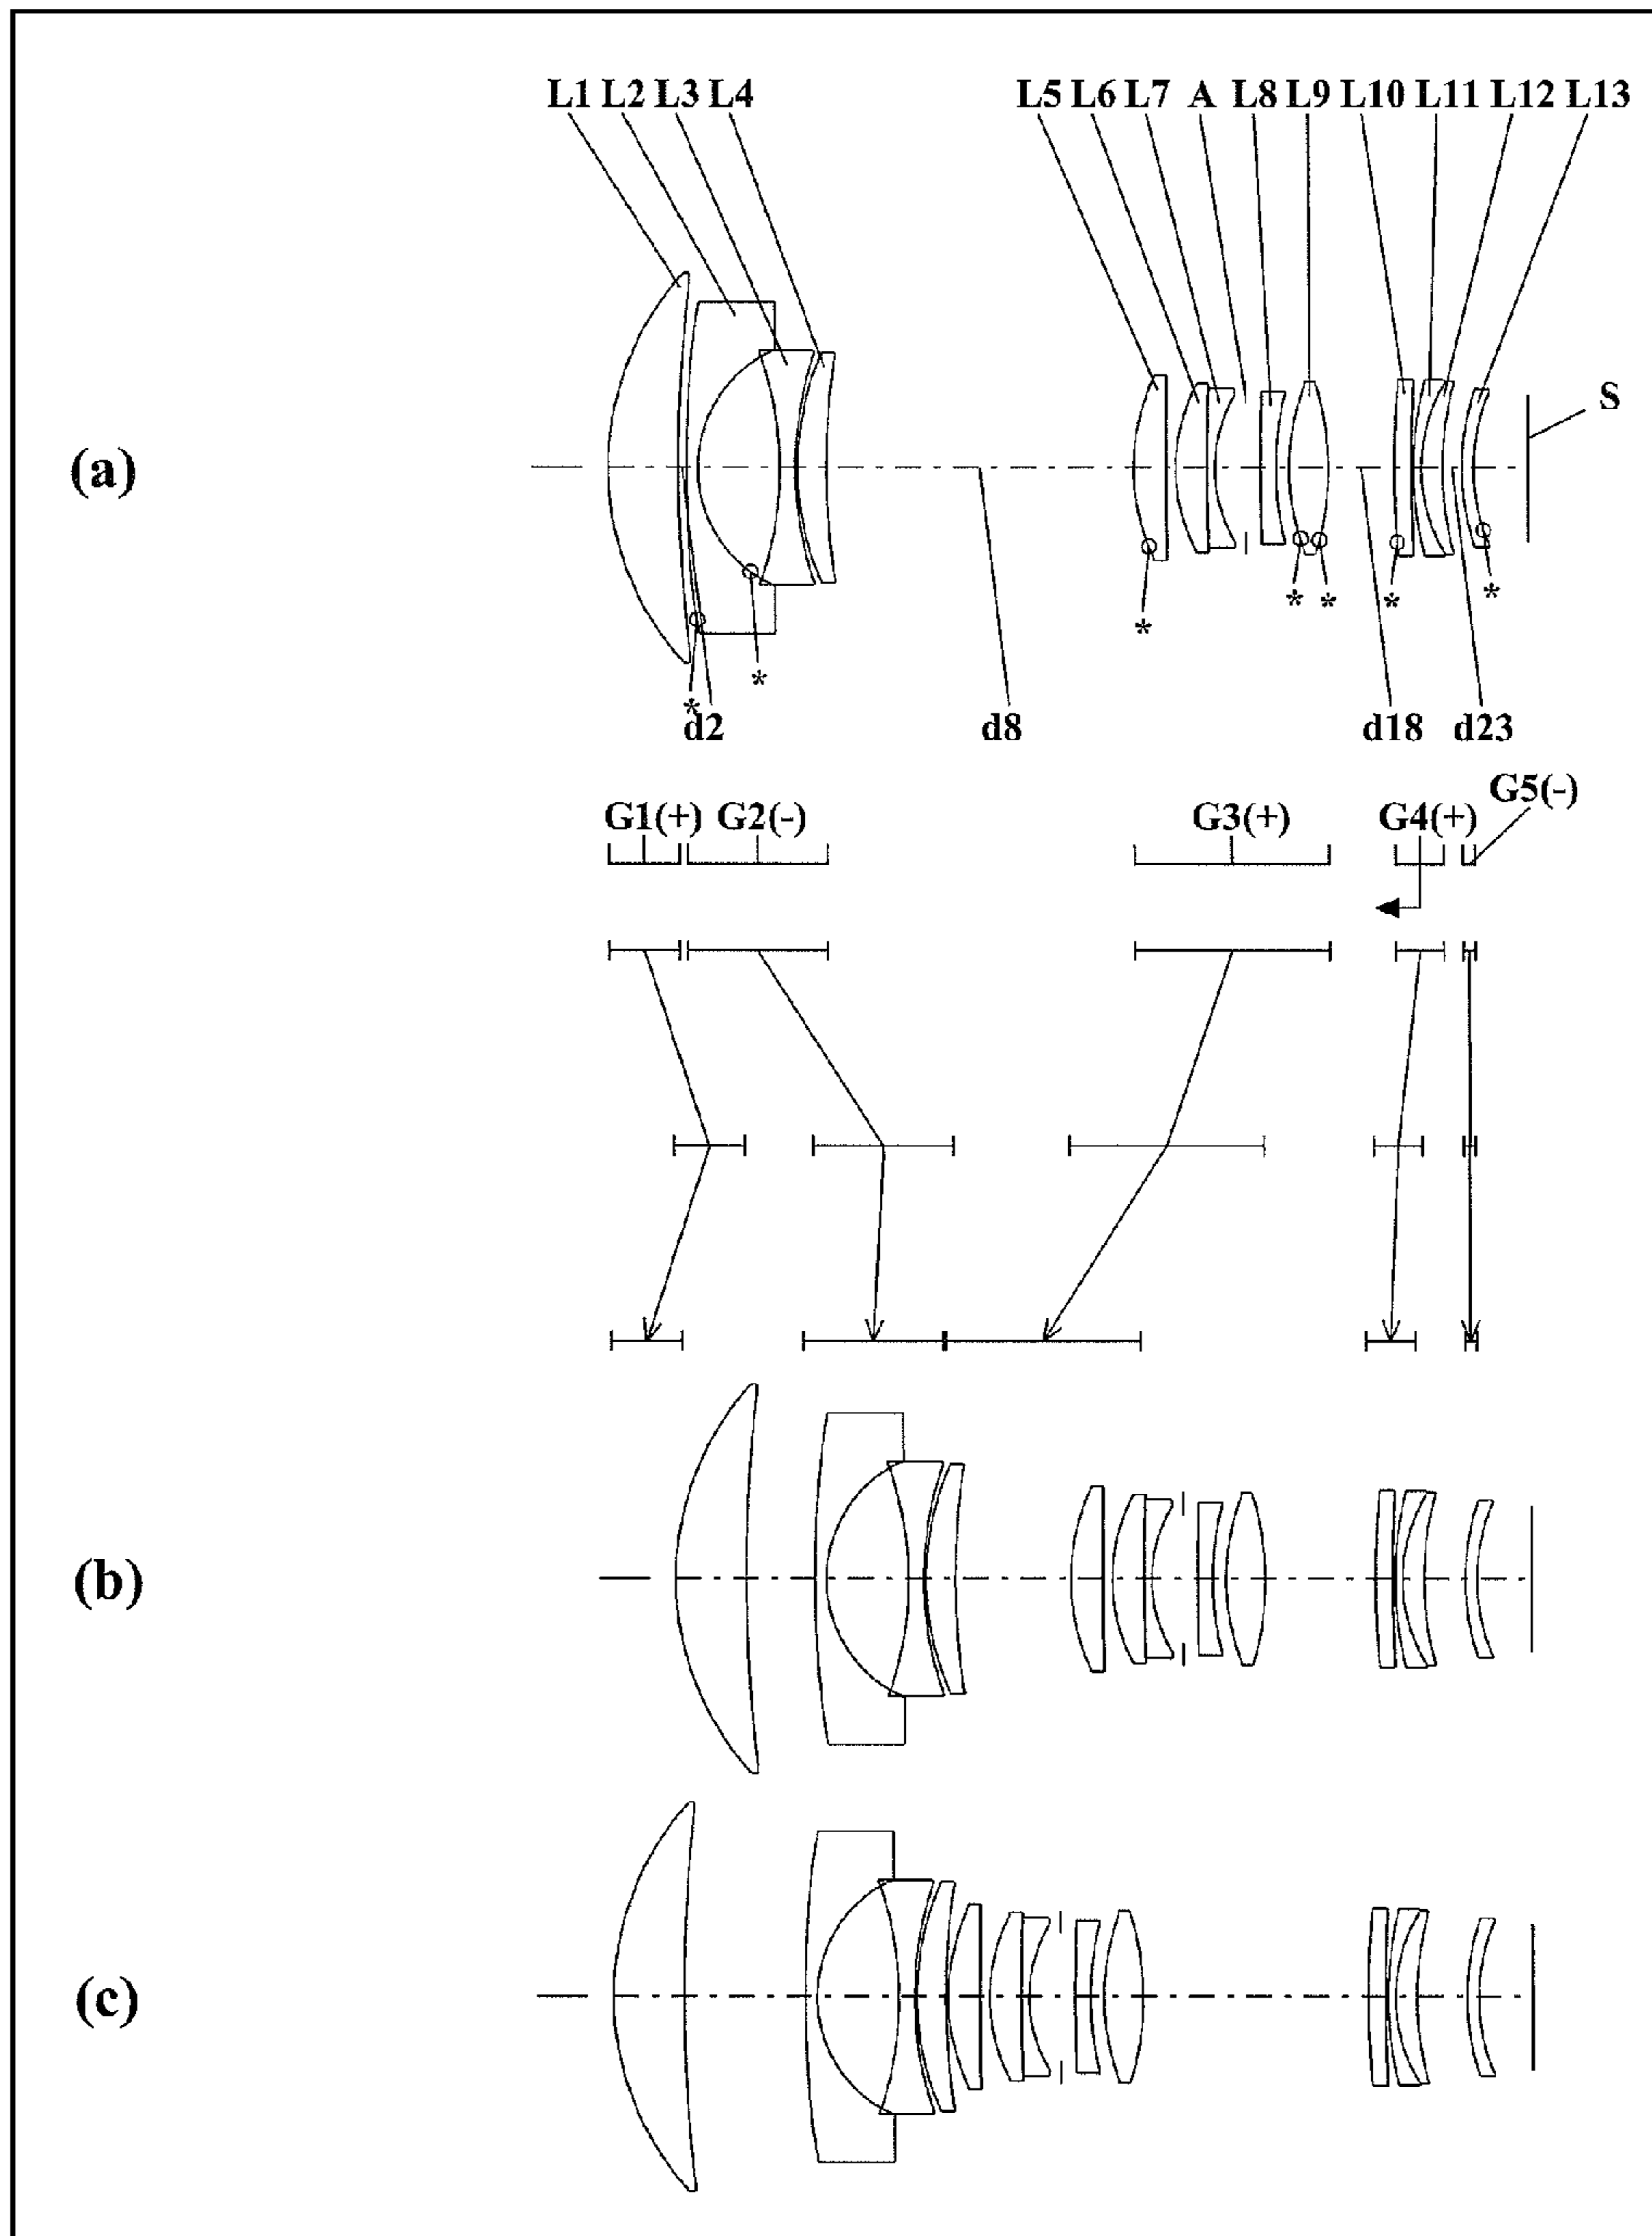 L1 L2 L3 L4 L5 L6 L7 A L8 L9 L10 L11 L12 L13
S
(a)
* * * * * * *
d2 d8 d18 d23
G1(+) G2(-) G3(+) G4(+) G5(-)
(b)
(c)